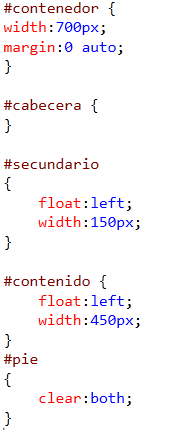 #contenedor {
width:700px;
margin:0 auto;
}

#cabecera {
}

#secundario
{
    float:left;
    width:150px;
}

#contenido {
    float:left;
    width:450px;
}
#pie
{
    clear:both;
}